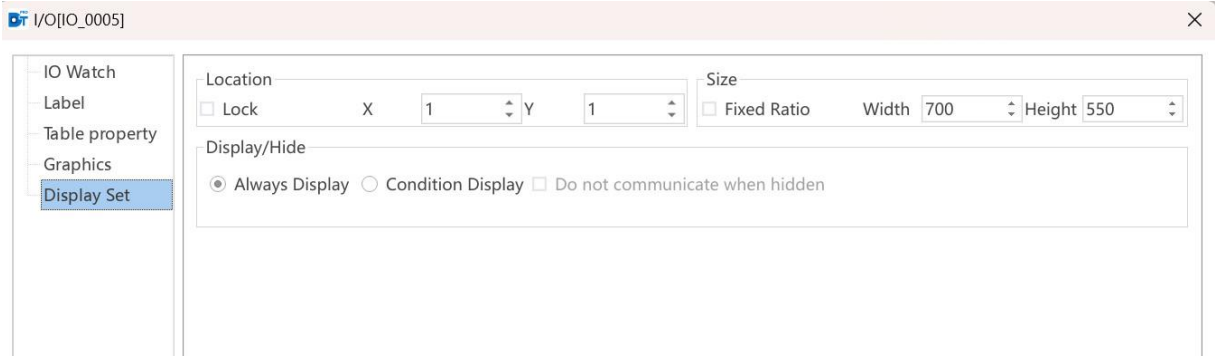 I/O[IO_0005]
IO Watch
Label
Table property
Graphics
Display Set
Location
Lock X 1 Y 1
Size
Fixed Ratio Width 700 Height 550
Display/Hide
Always Display Condition Display Do not communicate when hidden